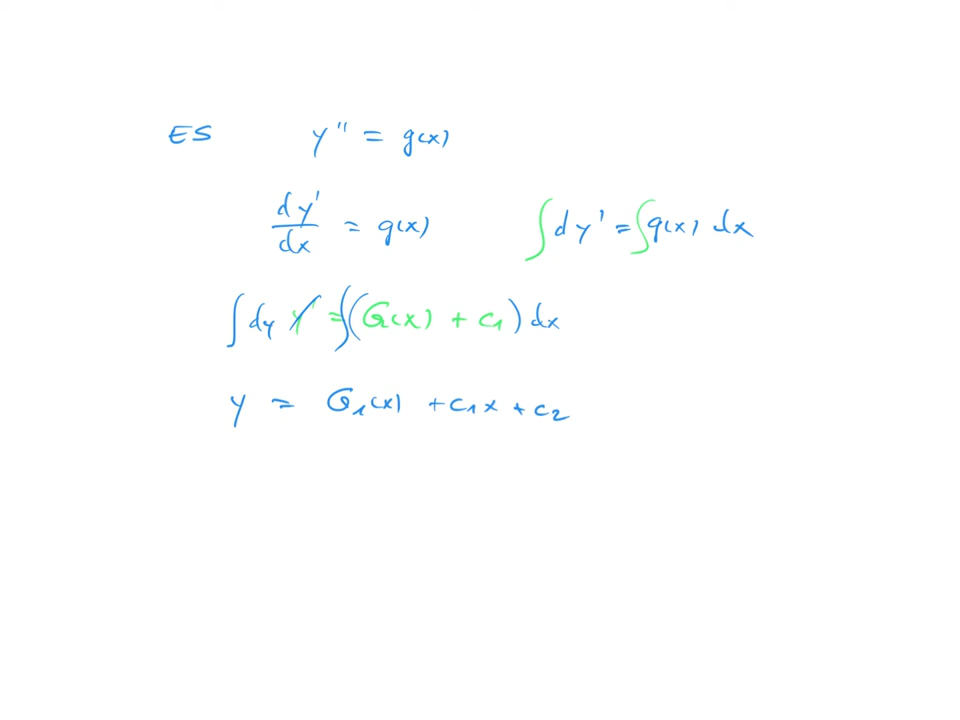 ES y'' = g(x)
dy'/dx = g(x) ∫dy' = ∫g(x) dx
∫dy y' = ∫(G(x) + c₁) dx
y = G₁(x) + c₁x + c₂